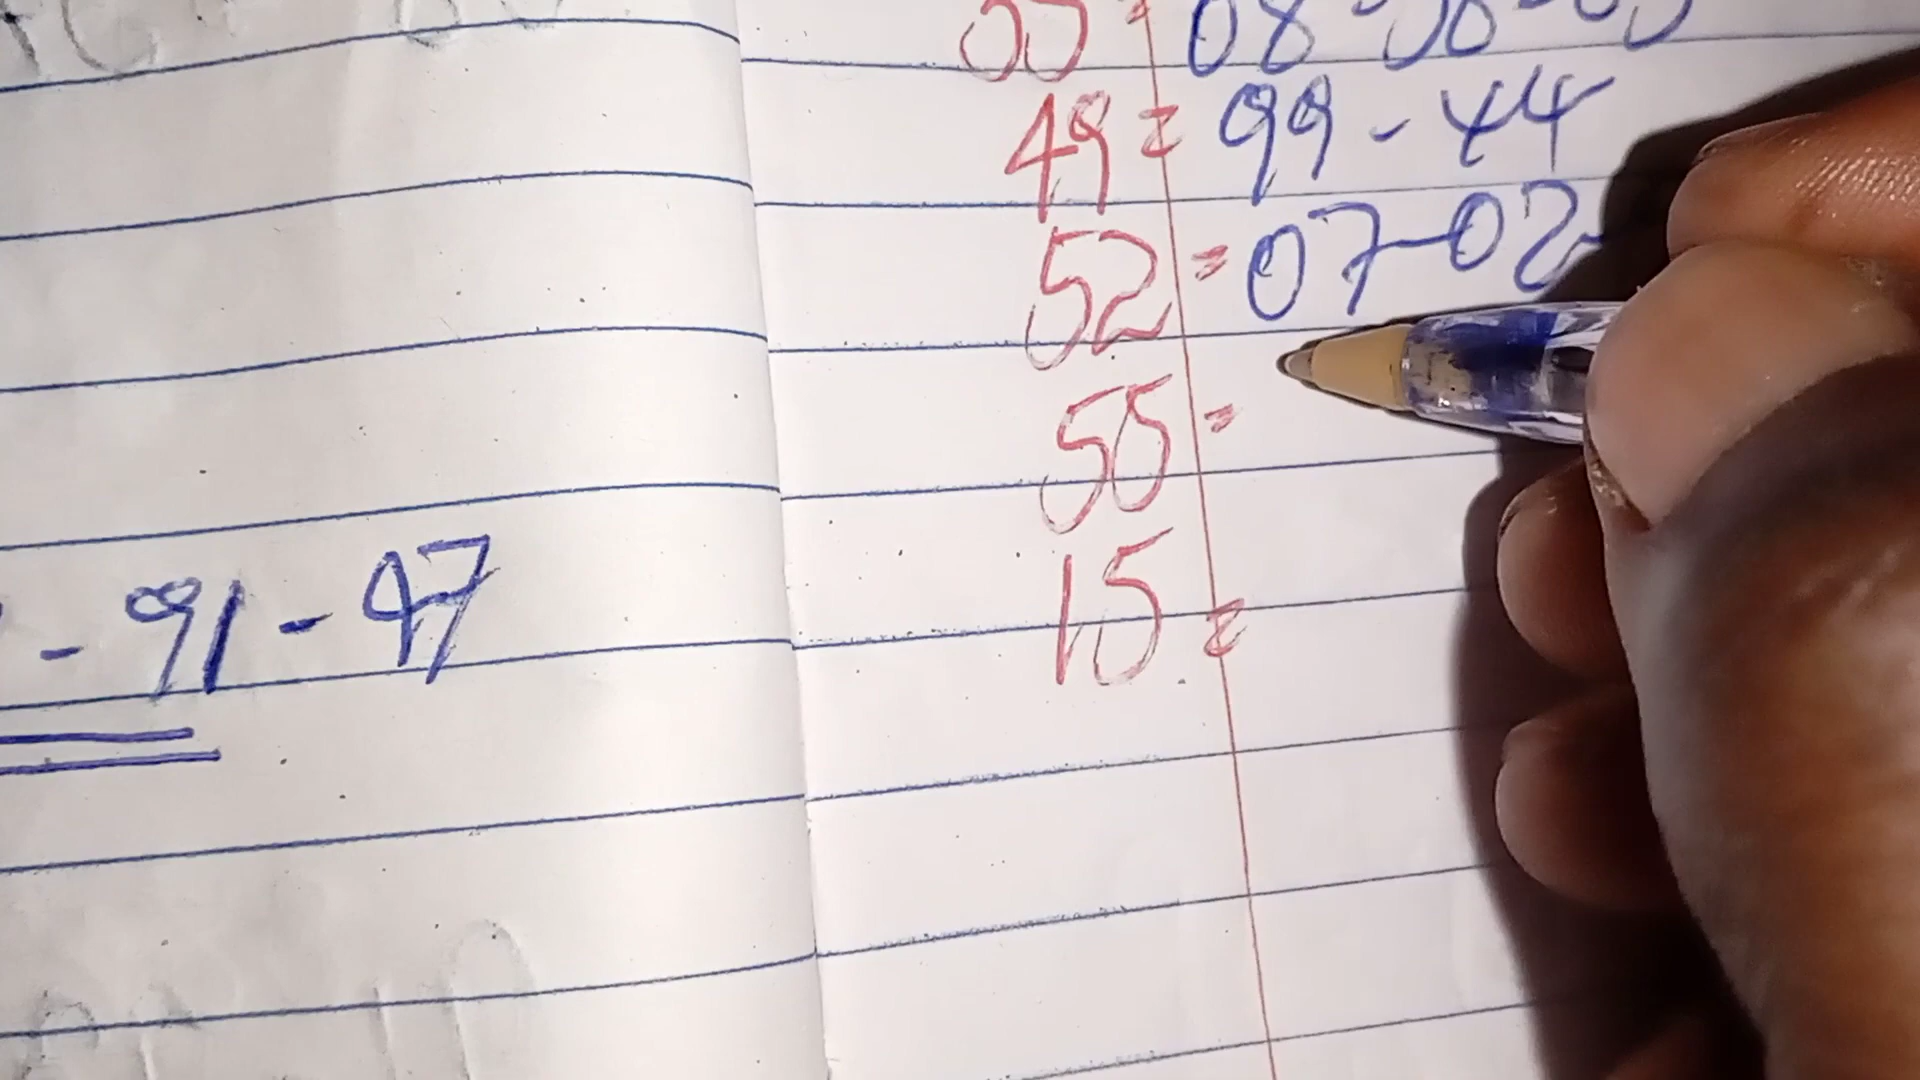 49 = 99 - 44
52 = 07 - 02
55 =
15 =
- 91 - 47